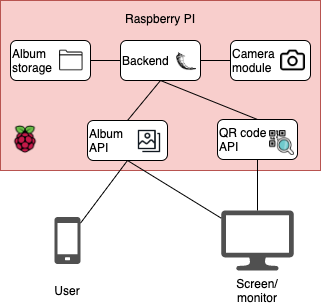 Raspberry PI
Album
storage
Backend
Camera
module
Album
API
QR code
API
User
Screen/
monitor